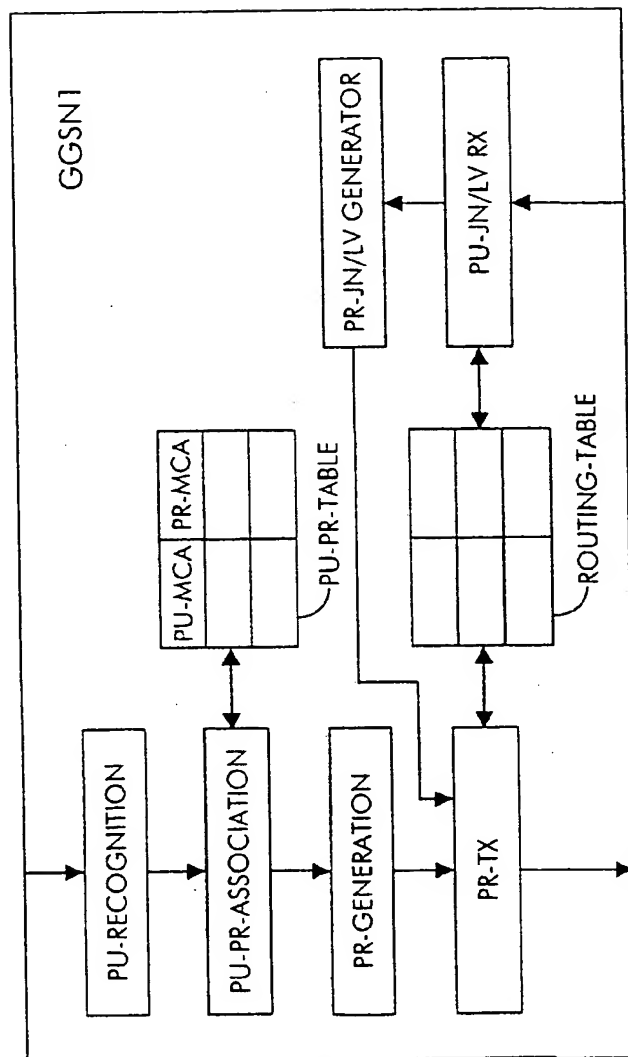 GGSN1
PU-RECOGNITION
PU-PR-ASSOCIATION
PU-MCA
PR-MCA
PU-PR-TABLE
PR-GENERATION
PR-JN/LV GENERATOR
PR-TX
ROUTING-TABLE
PU-JN/LV RX